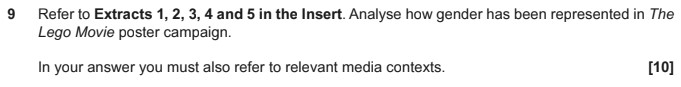 9 Refer to Extracts 1, 2, 3, 4 and 5 in the Insert. Analyse how gender has been represented in The
Lego Movie poster campaign.
In your answer you must also refer to relevant media contexts. [10]